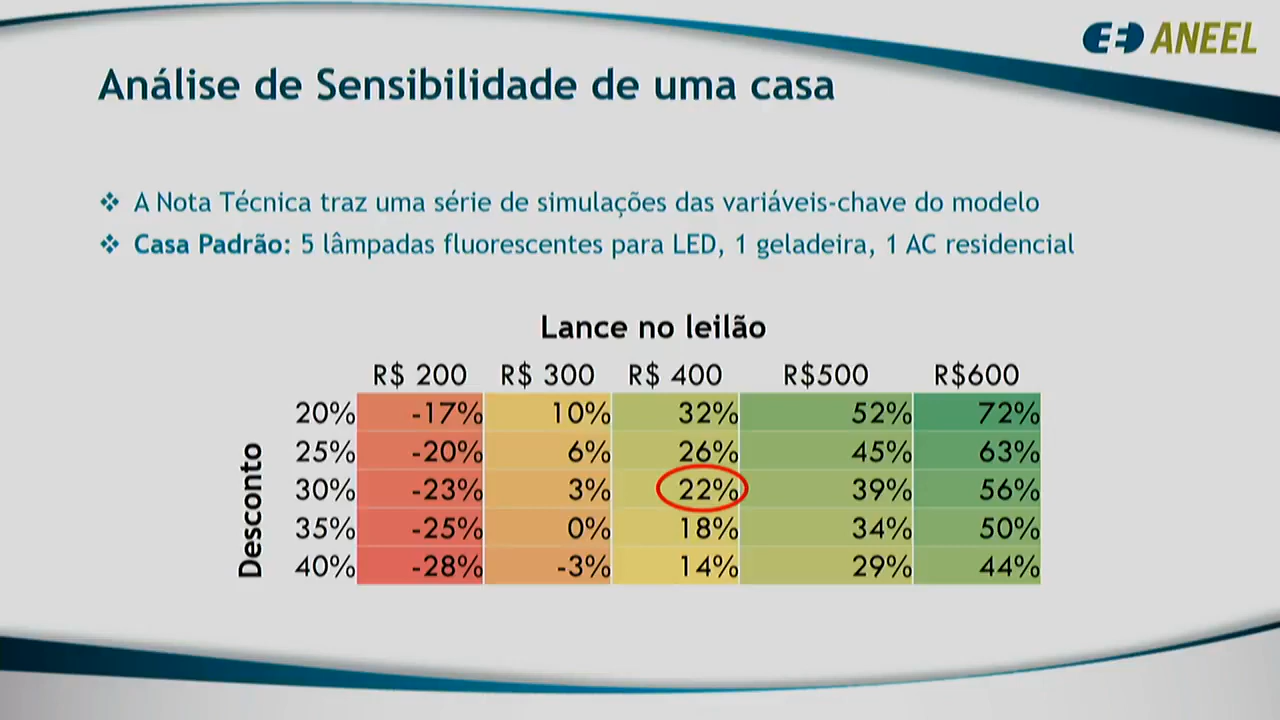 ANEEL
Análise de Sensibilidade de uma casa
❖ A Nota Técnica traz uma série de simulações das variáveis-chave do modelo
❖ Casa Padrão: 5 lâmpadas fluorescentes para LED, 1 geladeira, 1 AC residencial
Lance no leilão
R$ 200 R$ 300 R$ 400 R$500 R$600
Desconto
20% -17% 10% 32% 52% 72%
25% -20% 6% 26% 45% 63%
30% -23% 3% 22% 39% 56%
35% -25% 0% 18% 34% 50%
40% -28% -3% 14% 29% 44%